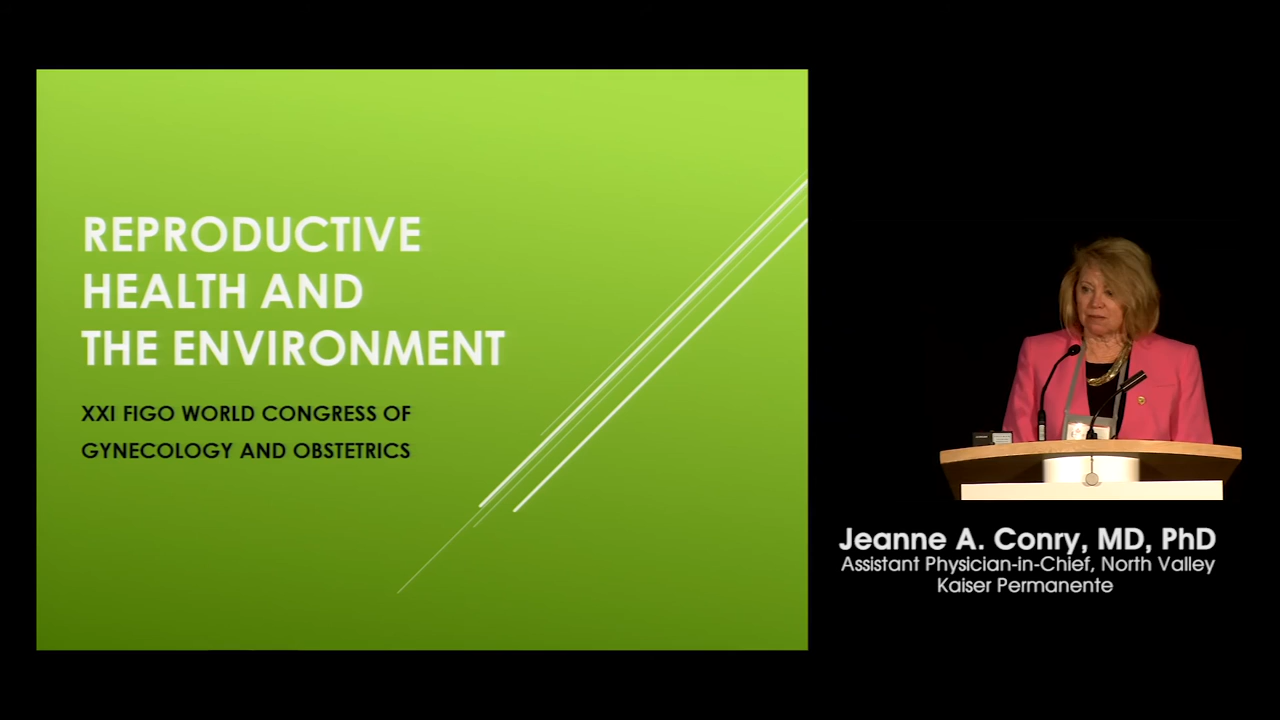 REPRODUCTIVE
HEALTH AND
THE ENVIRONMENT
XXI FIGO WORLD CONGRESS OF
GYNECOLOGY AND OBSTETRICS
Jeanne A. Conry, MD, PhD
Assistant Physician-in-Chief, North Valley
Kaiser Permanente